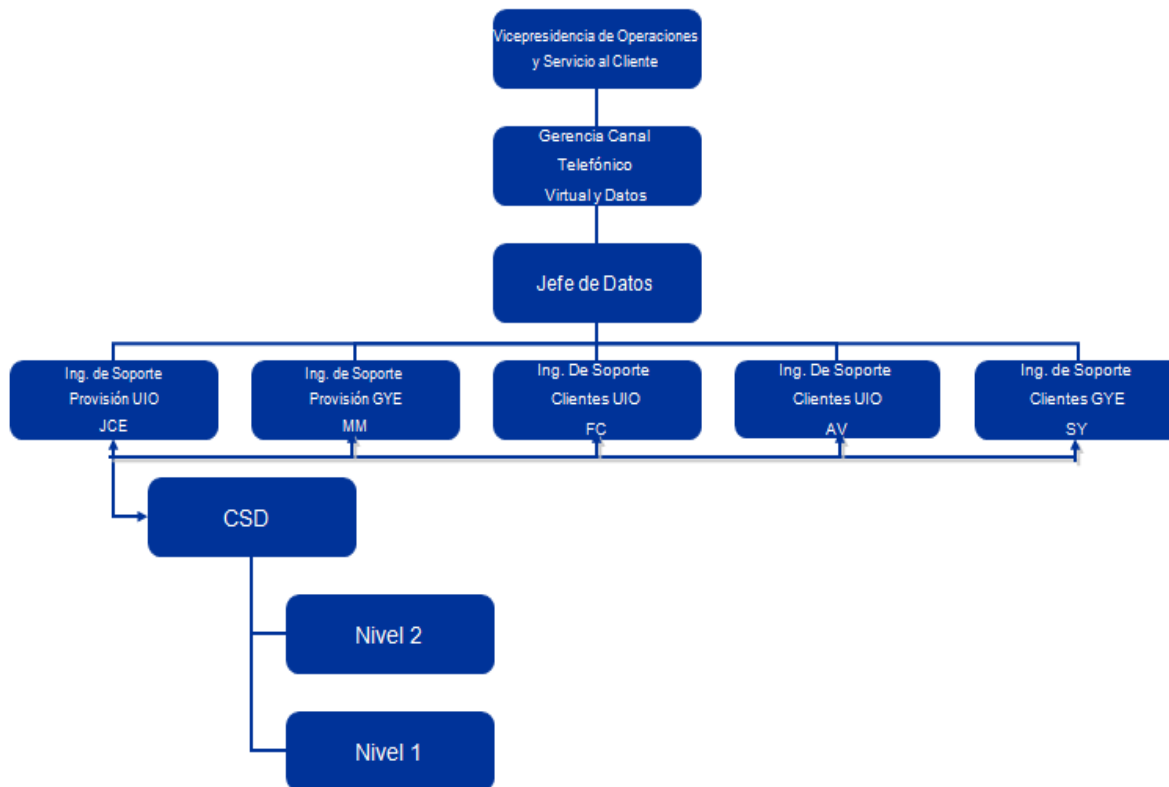 Vicepresidencia de Operaciones
y Servicio al Cliente
Gerencia Canal
Telefónico
Virtual y Datos
Jefe de Datos
Ing. de Soporte
Provisión UIO
JCE
Ing. de Soporte
Provisión GYE
MM
Ing. De Soporte
Clientes UIO
FC
Ing. De Soporte
Clientes UIO
AV
Ing. de Soporte
Clientes GYE
SY
CSD
Nivel 2
Nivel 1